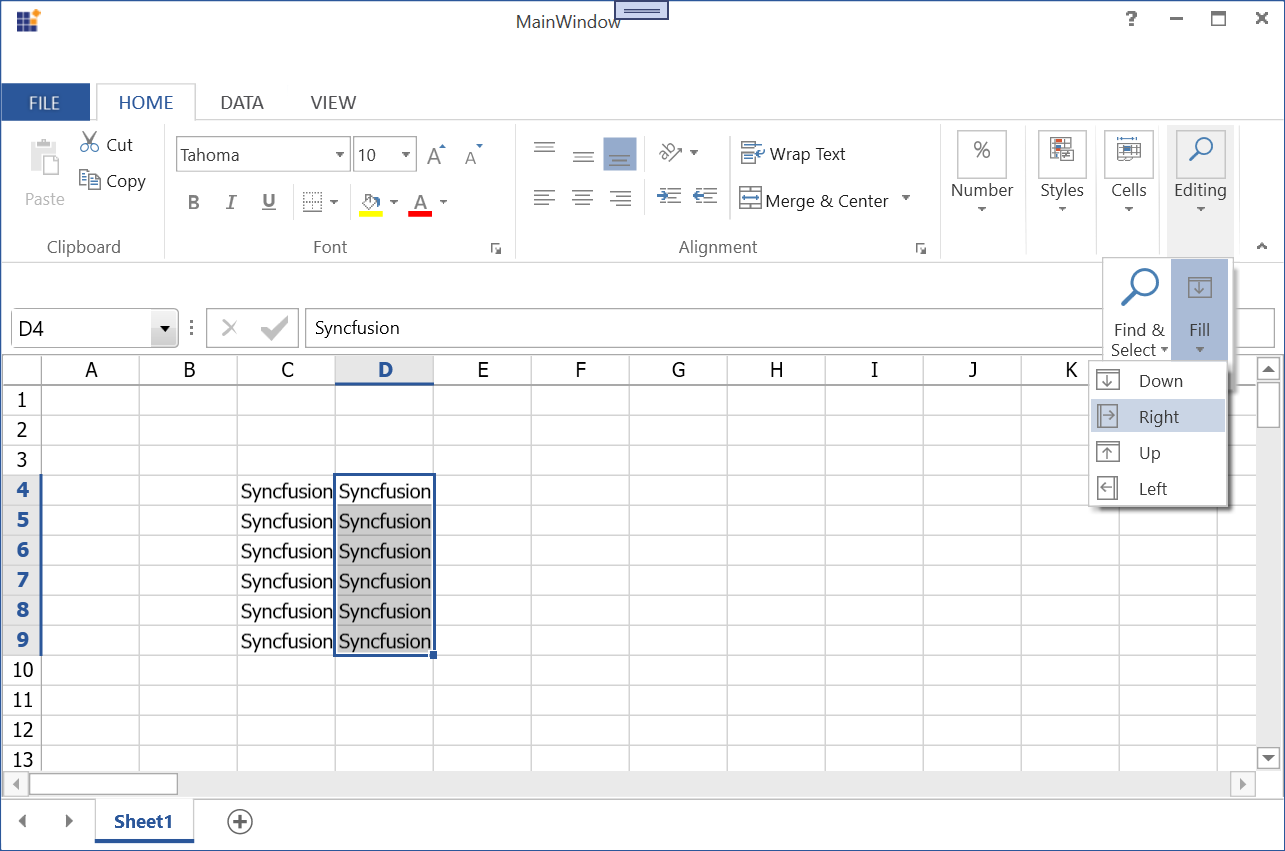 MainWindow ?
FILE HOME DATA VIEW
Paste
Cut
Copy
Clipboard
Tahoma 10 A A
B I U A
Font
Wrap Text
Merge & Center
Alignment
%
Number
Styles
Cells
Editing
Find &
Select
Fill
Down
Right
Up
Left
D4 Syncfusion
A B C D E F G H I J K
1
2
3
4 Syncfusion Syncfusion
5 Syncfusion Syncfusion
6 Syncfusion Syncfusion
7 Syncfusion Syncfusion
8 Syncfusion Syncfusion
9 Syncfusion Syncfusion
10
11
12
13
Sheet1